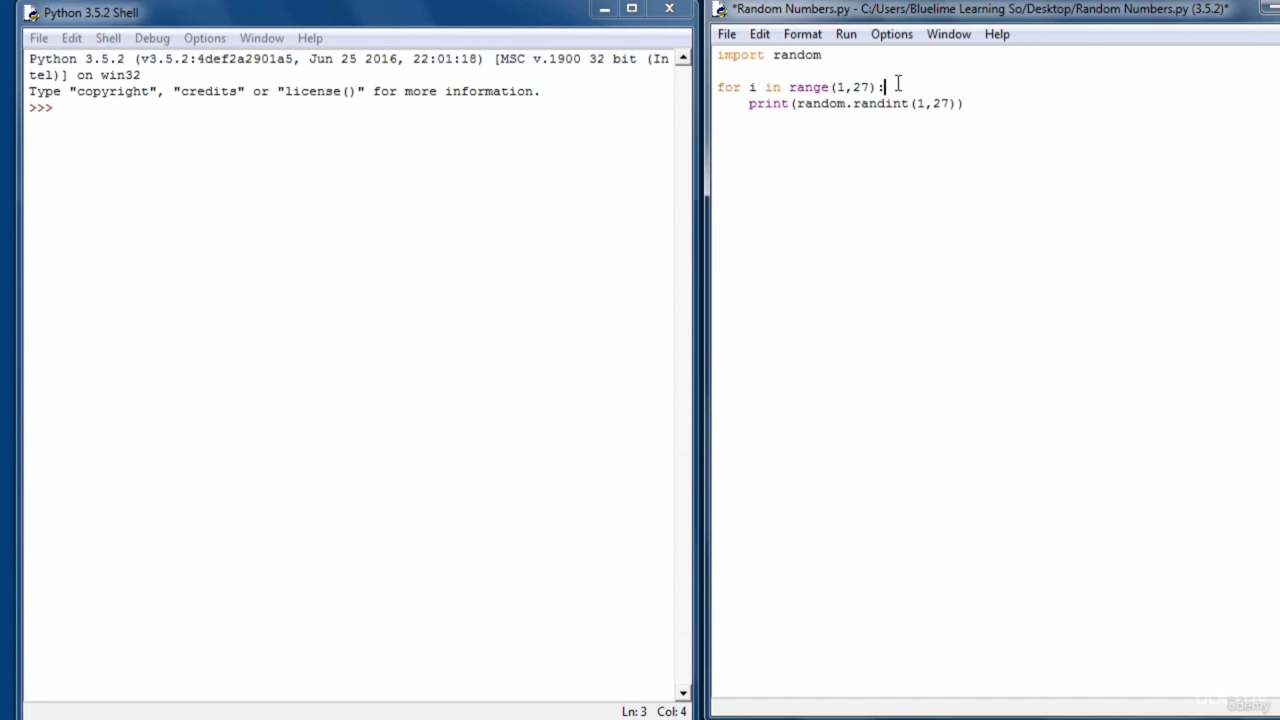 Python 3.5.2 Shell
File Edit Shell Debug Options Window Help
Python 3.5.2 (v3.5.2:4def2a2901a5, Jun 25 2016, 22:01:18) [MSC v.1900 32 bit (In
tel)] on win32
Type "copyright", "credits" or "license()" for more information.
>>>
Ln: 3 Col: 4
*Random Numbers.py - C:/Users/Bluelime Learning So/Desktop/Random Numbers.py (3.5.2)*
File Edit Format Run Options Window Help
import random
for i in range(1,27):
    print(random.randint(1,27))
Udemy